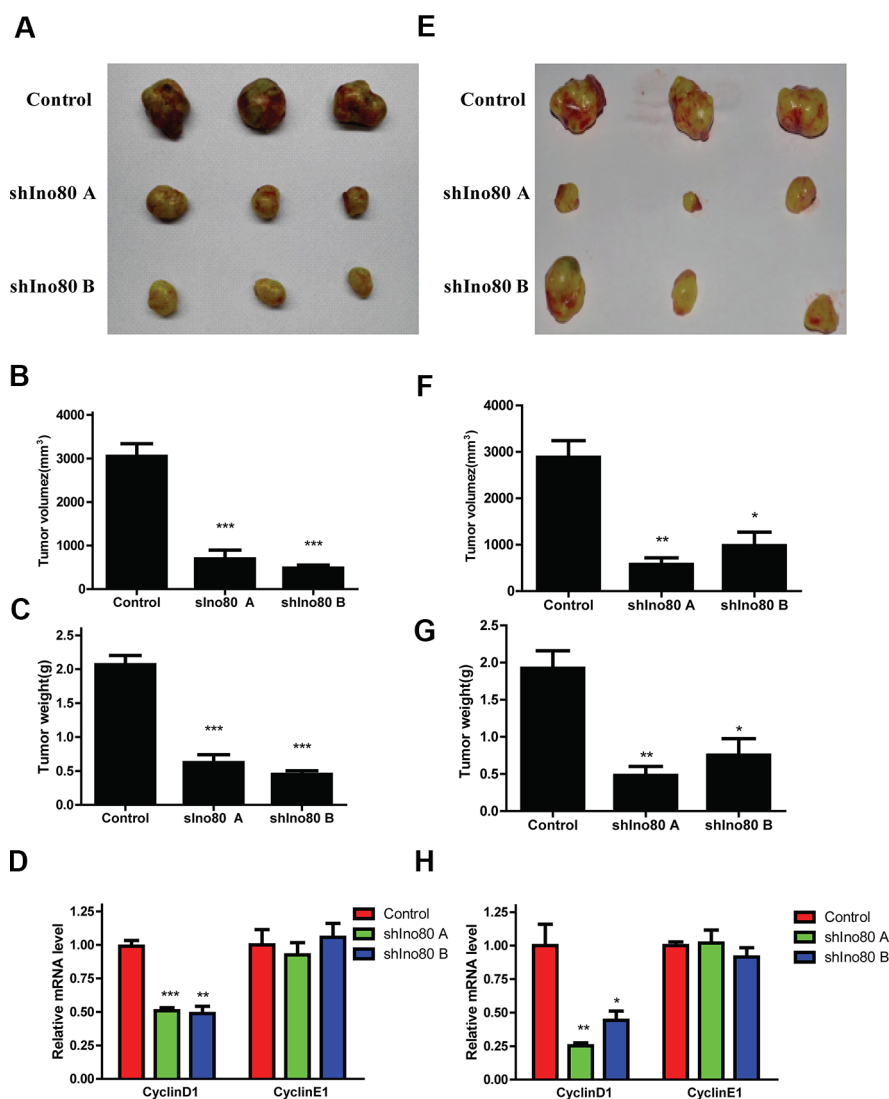 A
Control
shIno80 A
shIno80 B
B
Tumor volumez(mm³)
4000
3000
2000
1000
0
***
***
Control
sIno80 A
shIno80 B
C
Tumor weight(g)
2.5
2.0
1.5
1.0
0.5
0.0
***
***
Control
sIno80 A
shIno80 B
D
Relative mRNA level
1.25
1.00
0.75
0.50
0.25
0.00
***
**
CyclinD1
CyclinE1
Control
shIno80 A
shIno80 B
E
Control
shIno80 A
shIno80 B
F
Tumor volumez(mm³)
4000
3000
2000
1000
0
**
*
Control
shIno80 A
shIno80 B
G
Tumor weight(g)
2.5
2.0
1.5
1.0
0.5
0.0
**
*
Control
shIno80 A
shIno80 B
H
Relative mRNA level
1.25
1.00
0.75
0.50
0.25
0.00
**
*
CyclinD1
CyclinE1
Control
shIno80 A
shIno80 B